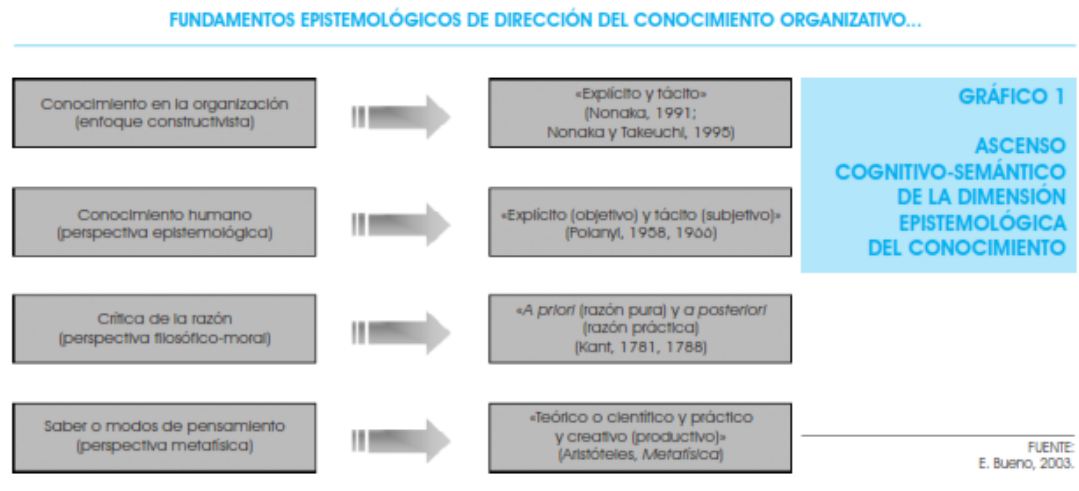 FUNDAMENTOS EPISTEMOLÓGICOS DE DIRECCIÓN DEL CONOCIMIENTO ORGANIZATIVO...
Conocimiento en la organización
(enfoque constructivista)
«Explícito y tácito»
(Nonaka, 1991;
Nonaka y Takeuchi, 1995)
GRÁFICO 1
ASCENSO
COGNITIVO-SEMÁNTICO
DE LA DIMENSIÓN
EPISTEMOLÓGICA
DEL CONOCIMIENTO
Conocimiento humano
(perspectiva epistemológica)
«Explícito (objetivo) y tácito (subjetivo)»
(Polanyi, 1958, 1966)
Crítica de la razón
(perspectiva filosófico-moral)
«A priori (razón pura) y a posteriori
(razón práctica)
(Kant, 1781, 1788)
Saber o modos de pensamiento
(perspectiva metafísica)
«Teórico o científico y práctico
y creativo (productivo)»
(Aristóteles, Metafísica)
FUENTE:
E. Bueno, 2003.